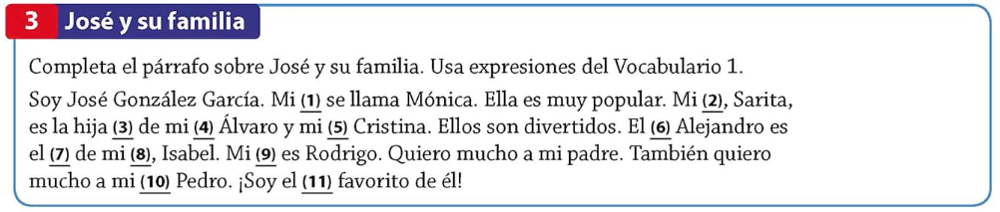 3 José y su familia
Completa el párrafo sobre José y su familia. Usa expresiones del Vocabulario 1.
Soy José González García. Mi (1) se llama Mónica. Ella es muy popular. Mi (2), Sarita,
es la hija (3) de mi (4) Álvaro y mi (5) Cristina. Ellos son divertidos. El (6) Alejandro es
el (7) de mi (8), Isabel. Mi (9) es Rodrigo. Quiero mucho a mi padre. También quiero
mucho a mi (10) Pedro. ¡Soy el (11) favorito de él!